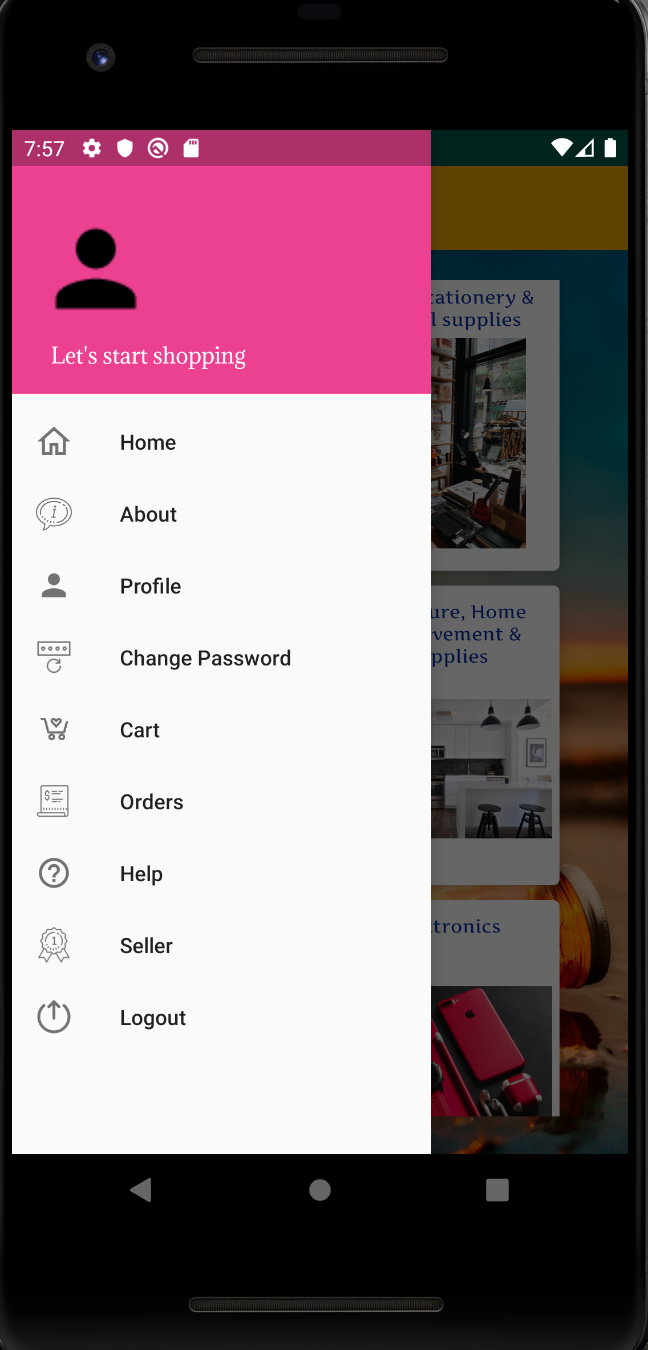 7:57
Let's start shopping
Home
About
Profile
Change Password
Cart
Orders
Help
Seller
Logout
tationery &
l supplies
ure, Home
vement &
pplies
tronics